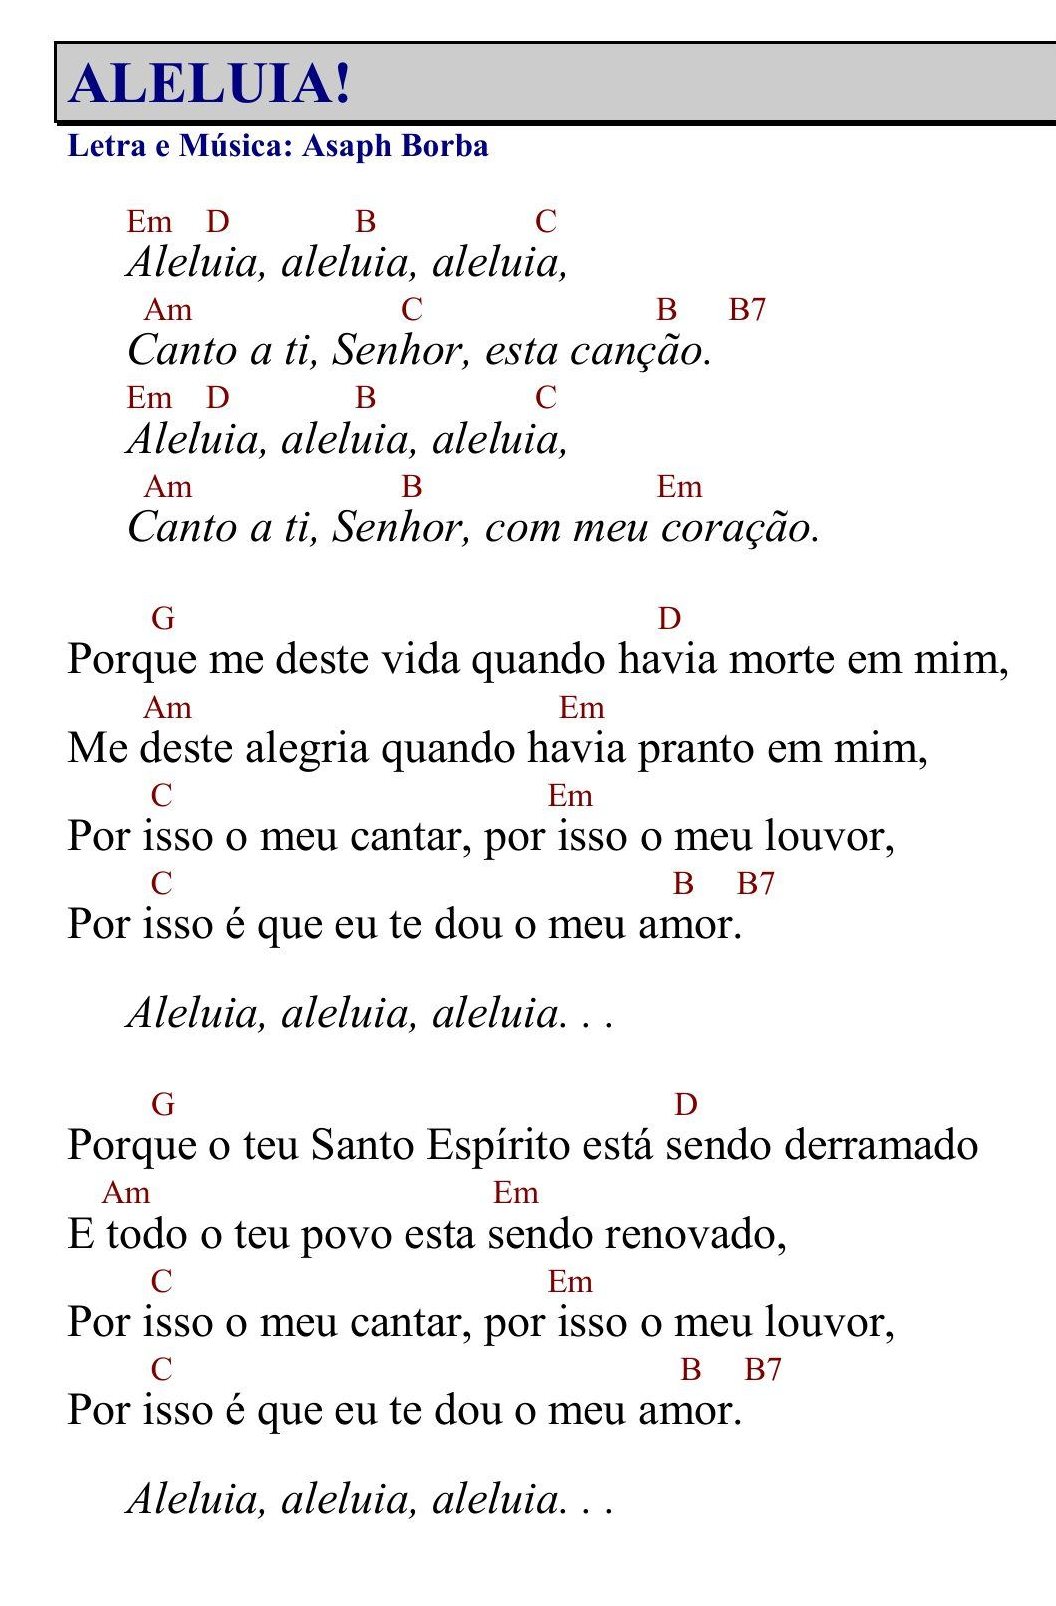 ALELUIA!
Letra e Música: Asaph Borba
Em D B C
Aleluia, aleluia, aleluia,
Am C B B7
Canto a ti, Senhor, esta canção.
Em D B C
Aleluia, aleluia, aleluia,
Am B Em
Canto a ti, Senhor, com meu coração.
G D
Porque me deste vida quando havia morte em mim,
Am Em
Me deste alegria quando havia pranto em mim,
C Em
Por isso o meu cantar, por isso o meu louvor,
C B B7
Por isso é que eu te dou o meu amor.
Aleluia, aleluia, aleluia. . .
G D
Porque o teu Santo Espírito está sendo derramado
Am Em
E todo o teu povo esta sendo renovado,
C Em
Por isso o meu cantar, por isso o meu louvor,
C B B7
Por isso é que eu te dou o meu amor.
Aleluia, aleluia, aleluia. . .